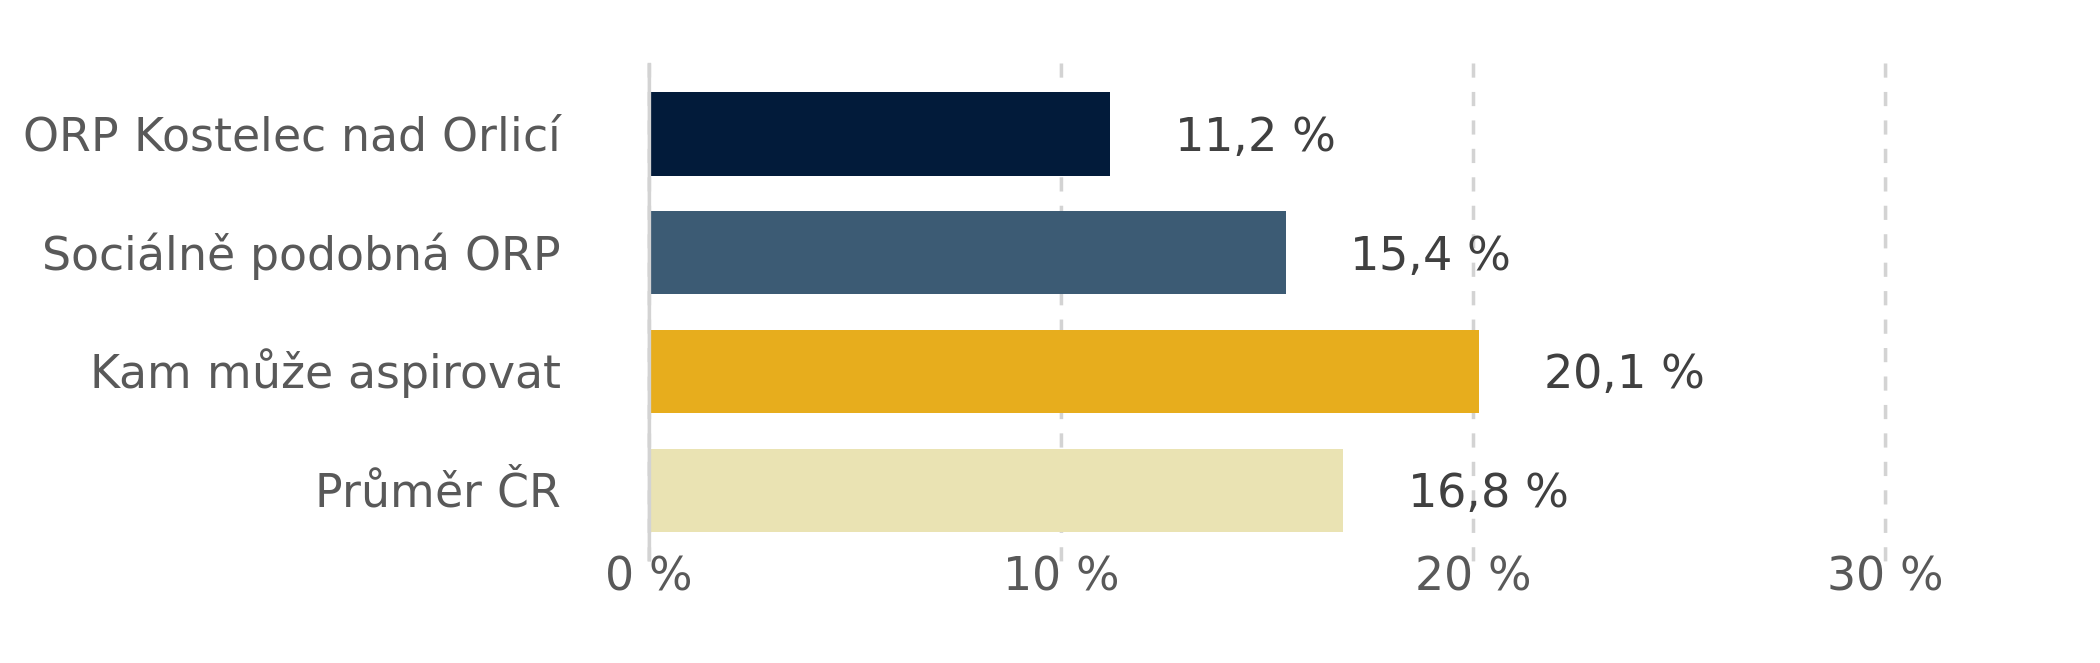 ORP Kostelec nad Orlicí 11,2 %
Sociálně podobná ORP 15,4 %
Kam může aspirovat 20,1 %
Průměr ČR 16,8 %
0 % 10 % 20 % 30 %